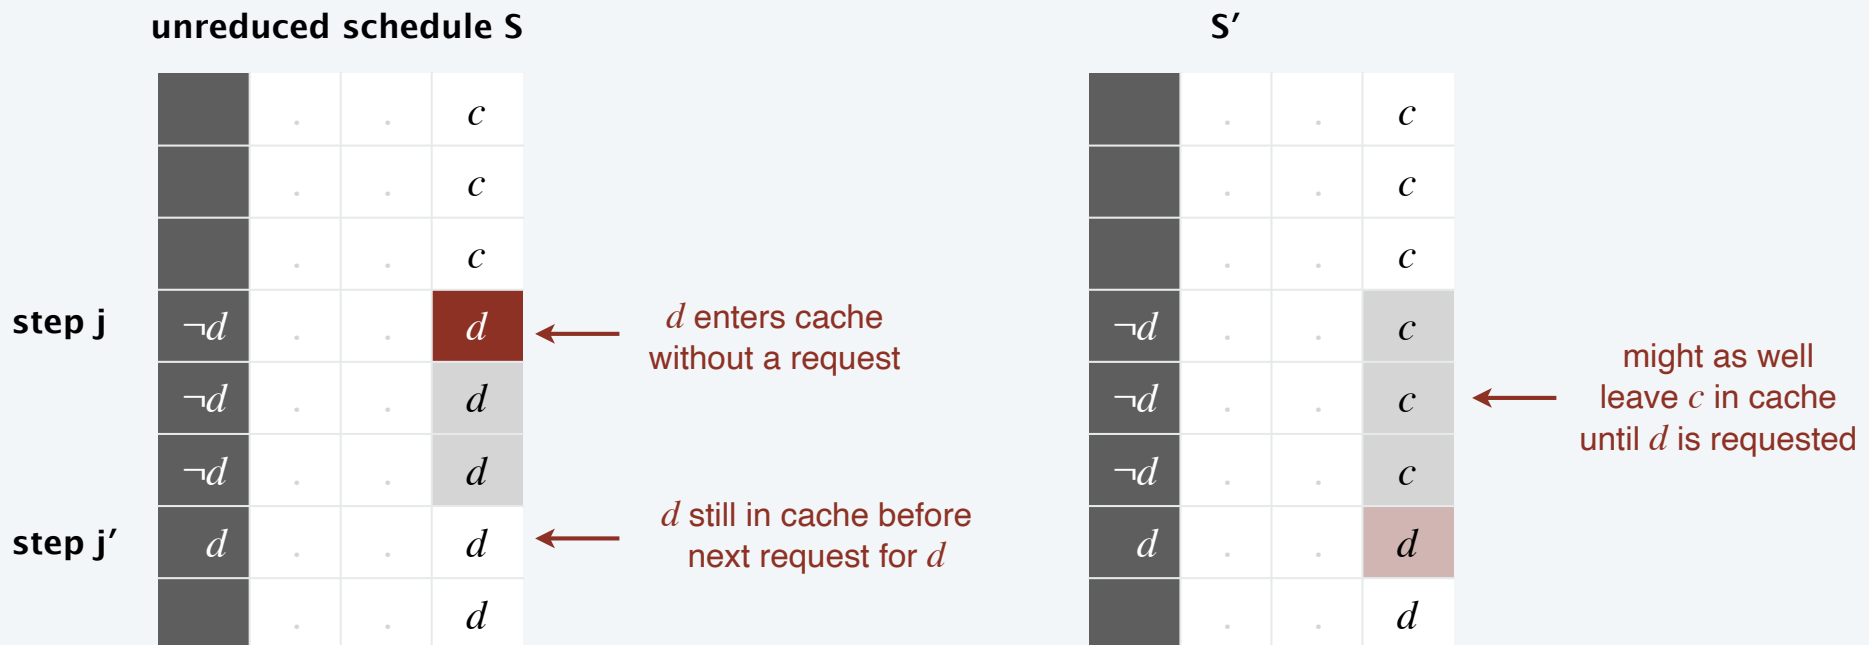 unreduced schedule S
. . c
. . c
. . c
step j ¬d . . d
d enters cache
without a request
¬d . . d
¬d . . d
step j′ d . . d
d still in cache before
next request for d
. . d
S′
. . c
. . c
. . c
¬d . . c
¬d . . c
might as well
leave c in cache
until d is requested
¬d . . c
d . . d
. . d